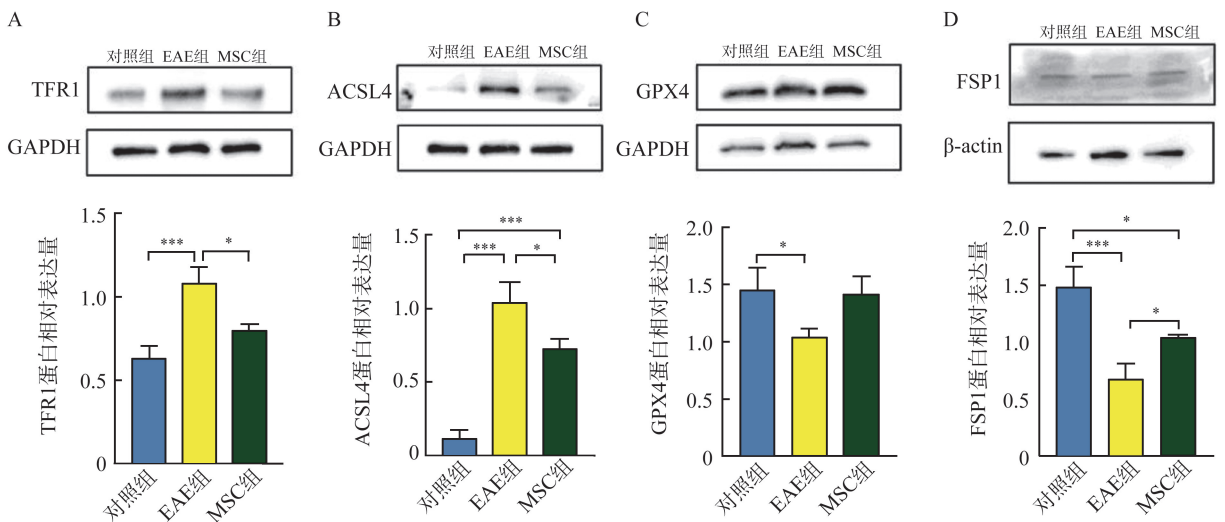 A
对照组 EAE组 MSC组
TFR1
GAPDH
TFR1蛋白相对表达量
1.5
1.0
0.5
0
***
*
对照组
EAE组
MSC组
B
对照组 EAE组 MSC组
ACSL4
GAPDH
ACSL4蛋白相对表达量
1.5
1.0
0.5
0
***
***
*
对照组
EAE组
MSC组
C
对照组 EAE组 MSC组
GPX4
GAPDH
GPX4蛋白相对表达量
2.0
1.5
1.0
1.5
0
*
对照组
EAE组
MSC组
D
对照组 EAE组 MSC组
FSP1
β-actin
FSP1蛋白相对表达量
2.0
1.5
1.0
0.5
0
*
***
*
对照组
EAE组
MSC组